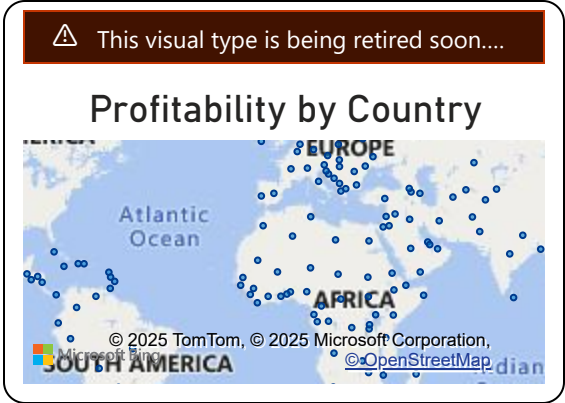 This visual type is being retired soon....
Profitability by Country
EUROPE
Atlantic
Ocean
AFRICA
© 2025 TomTom, © 2025 Microsoft Corporation,
Microsoft Bing
© OpenStreetMap
SOUTH AMERICA